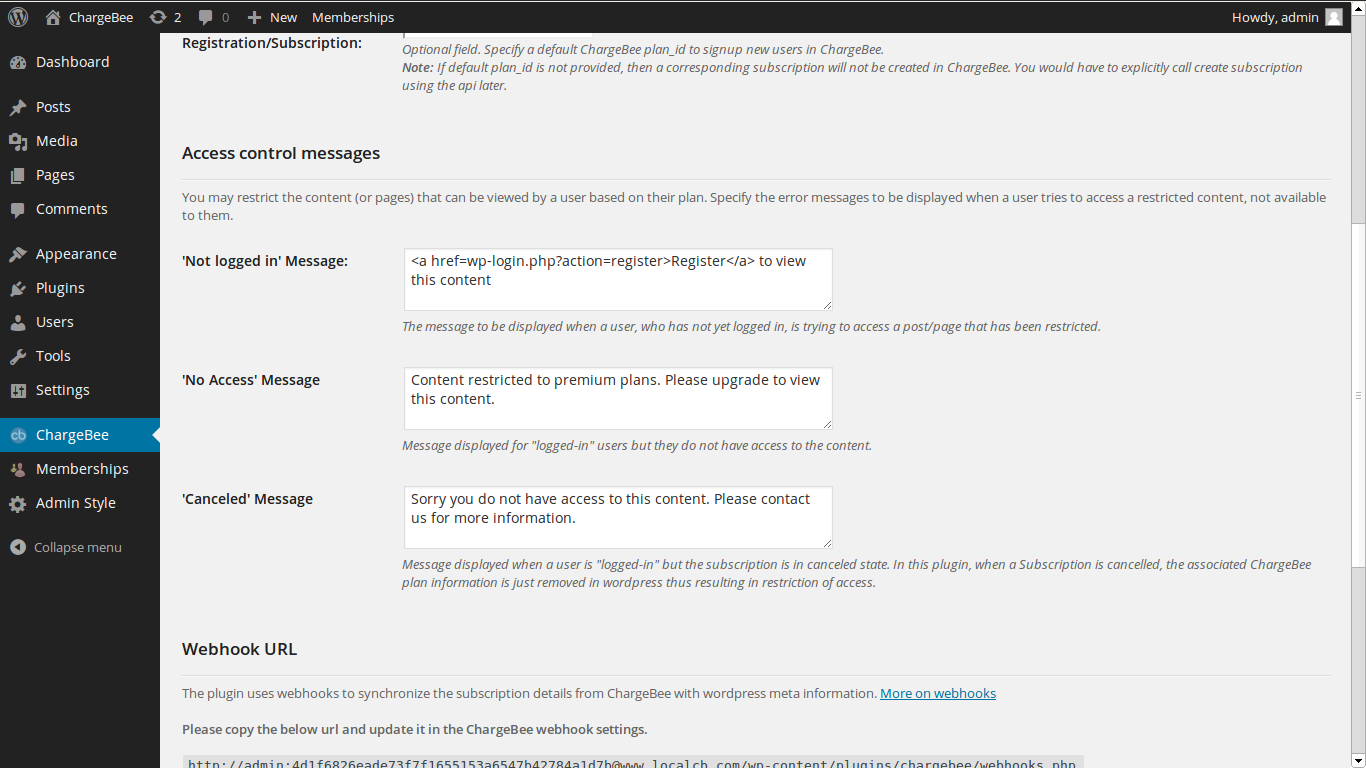 ChargeBee 2 0 New Memberships Howdy, admin
Dashboard
Posts
Media
Pages
Comments
Appearance
Plugins
Users
Tools
Settings
cb ChargeBee
Memberships
Admin Style
Collapse menu
Registration/Subscription:
Optional field. Specify a default ChargeBee plan_id to signup new users in ChargeBee.
Note: If default plan_id is not provided, then a corresponding subscription will not be created in ChargeBee. You would have to explicitly call create subscription
using the api later.
Access control messages
You may restrict the content (or pages) that can be viewed by a user based on their plan. Specify the error messages to be displayed when a user tries to access a restricted content, not available
to them.
'Not logged in' Message:
<a href=wp-login.php?action=register>Register</a> to view
this content
The message to be displayed when a user, who has not yet logged in, is trying to access a post/page that has been restricted.
'No Access' Message
Content restricted to premium plans. Please upgrade to view
this content.
Message displayed for "logged-in" users but they do not have access to the content.
'Canceled' Message
Sorry you do not have access to this content. Please contact
us for more information.
Message displayed when a user is "logged-in" but the subscription is in canceled state. In this plugin, when a Subscription is cancelled, the associated ChargeBee
plan information is just removed in wordpress thus resulting in restriction of access.
Webhook URL
The plugin uses webhooks to synchronize the subscription details from ChargeBee with wordpress meta information. More on webhooks
Please copy the below url and update it in the ChargeBee webhook settings.
http://admin:4d1f6826eade73f7f1655153a6547b42784a1d7b@www.localcb.com/wp-content/plugins/chargebee/webhooks.php